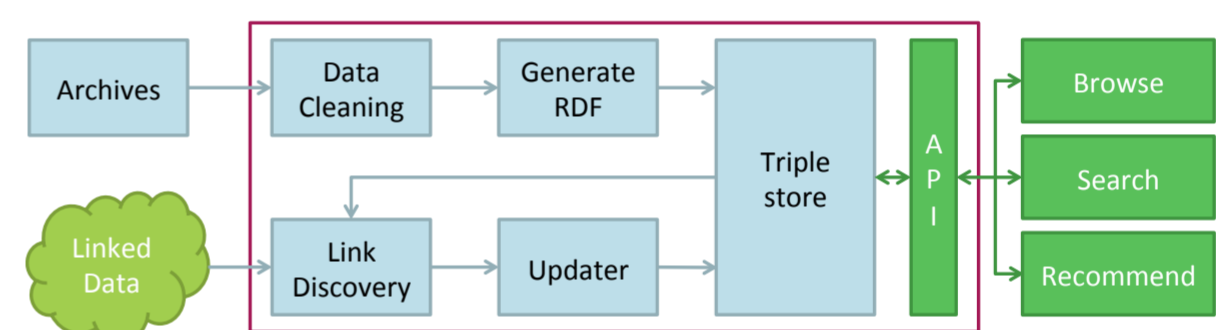 Archives
Data
Cleaning
Generate
RDF
Triple
store
A
P
I
Browse
Search
Recommend
Linked
Data
Link
Discovery
Updater